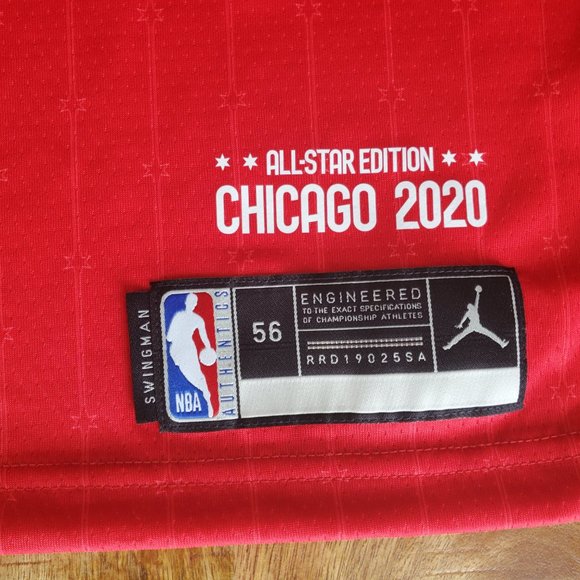 ★ ★ ALL-STAR EDITION ★ ★
CHICAGO 2020
SWINGMAN
NBA
AUTHENTICS
56
ENGINEERED
TO THE EXACT SPECIFICATIONS
OF CHAMPIONSHIP ATHLETES
RRD19025SA